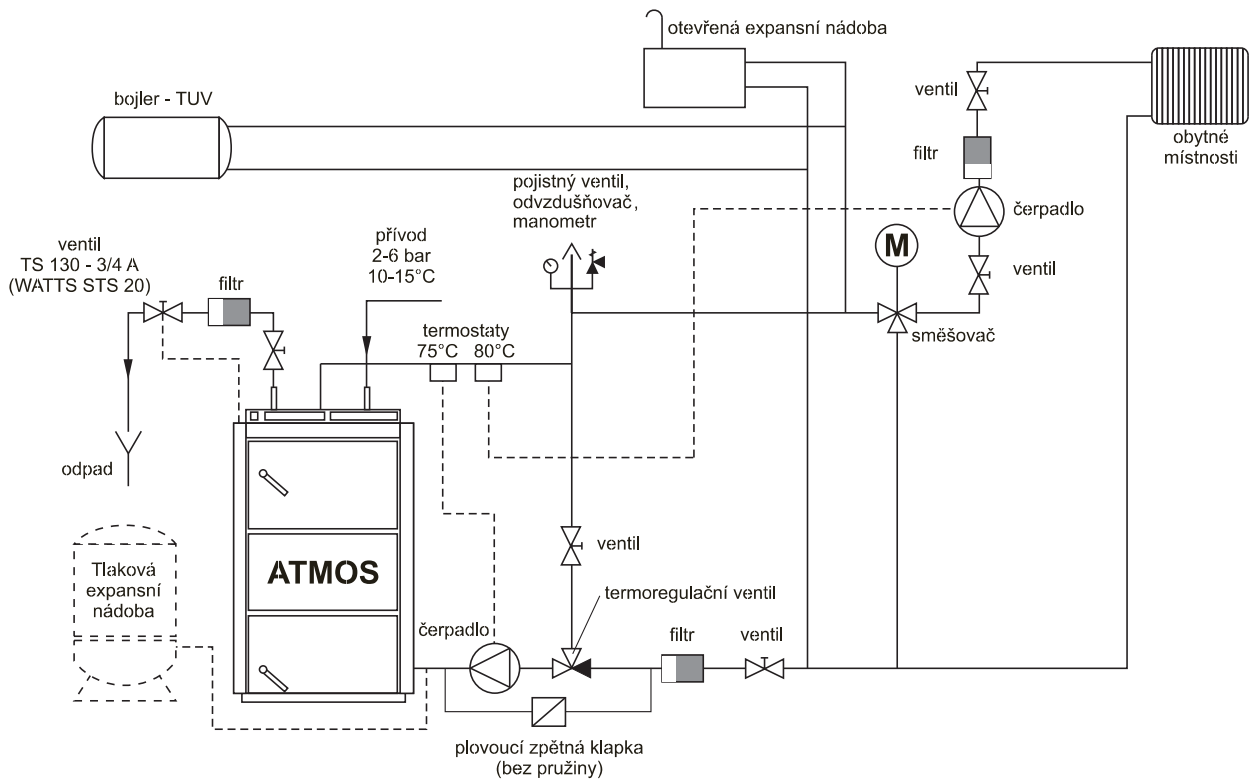 otevřená expansní nádoba
bojler - TUV
ventil
filtr
obytné
místnosti
pojistný ventil,
odvzdušňovač,
manometr
čerpadlo
M
ventil
ventil
TS 130 - 3/4 A
(WATTS STS 20)
filtr
přívod
2-6 bar
10-15°C
termostaty
75°C 80°C
směšovač
odpad
ventil
Tlaková
expansní
nádoba
ATMOS
termoregulační ventil
čerpadlo
filtr
ventil
plovoucí zpětná klapka
(bez pružiny)